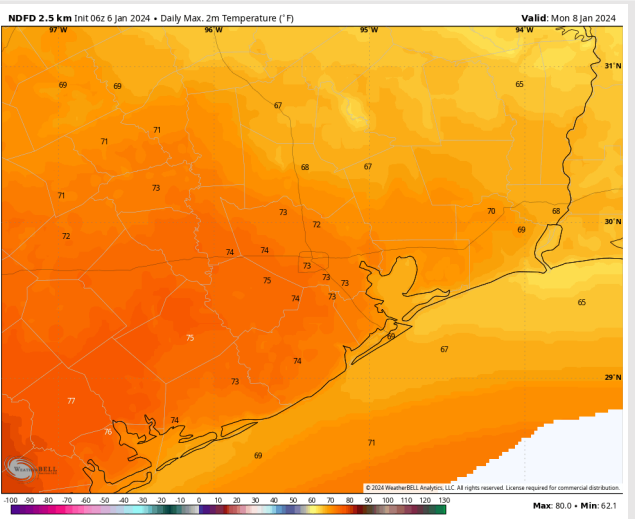 NDFD 2.5 km Init 06z 6 Jan 2024 • Daily Max. 2m Temperature (°F) Valid: Mon 8 Jan 2024
97°W 96°W 95°W 94°W
31°N
69 69 65
67
71
71
68 67
73
71
73 70 68
30°N
72 69
72
74 74
73
75 73 73
74 73
65
75 69
67
74
29°N
73
77
74
76
71
69
WeatherBELL
© 2024 WeatherBELL Analytics, LLC. All rights reserved. License required for commercial distribution.
-100 -90 -80 -70 -60 -50 -40 -30 -20 -10 0 10 20 30 40 50 60 70 80 90 100 110 120 130
Max: 80.0 • Min: 62.1